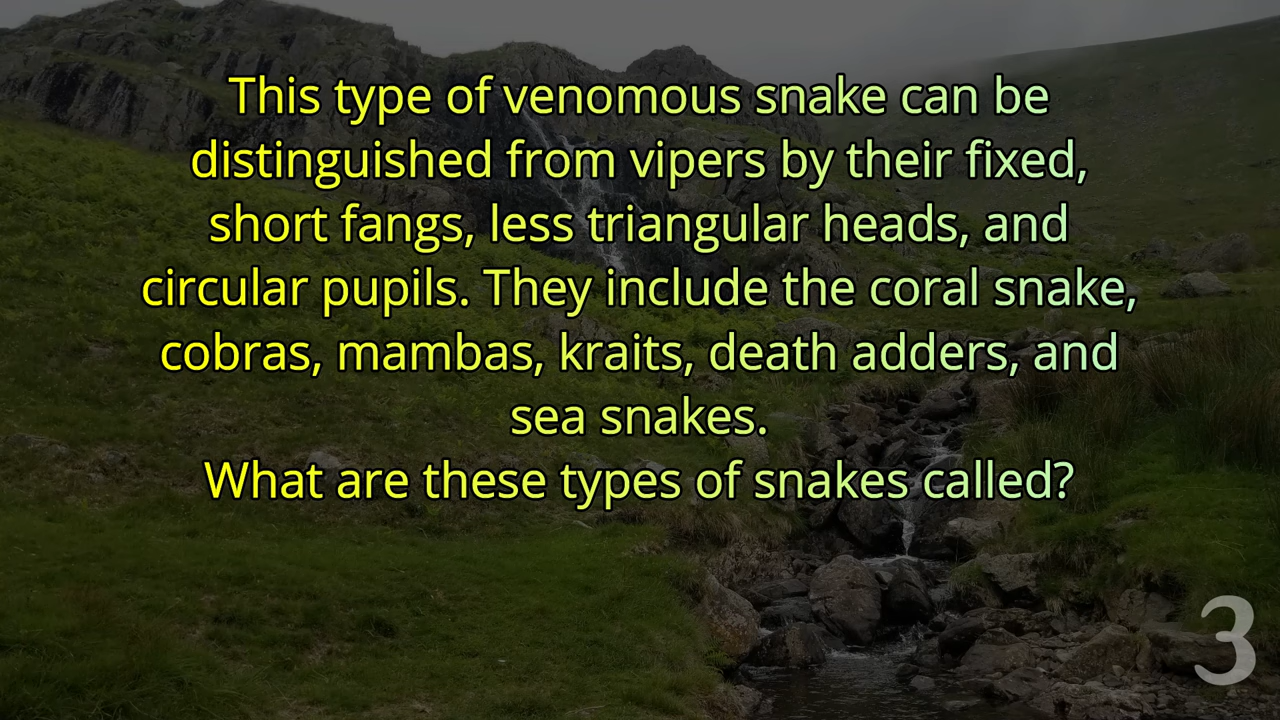 This type of venomous snake can be
distinguished from vipers by their fixed,
short fangs, less triangular heads, and
circular pupils. They include the coral snake,
cobras, mambas, kraits, death adders, and
sea snakes.
What are these types of snakes called?
3